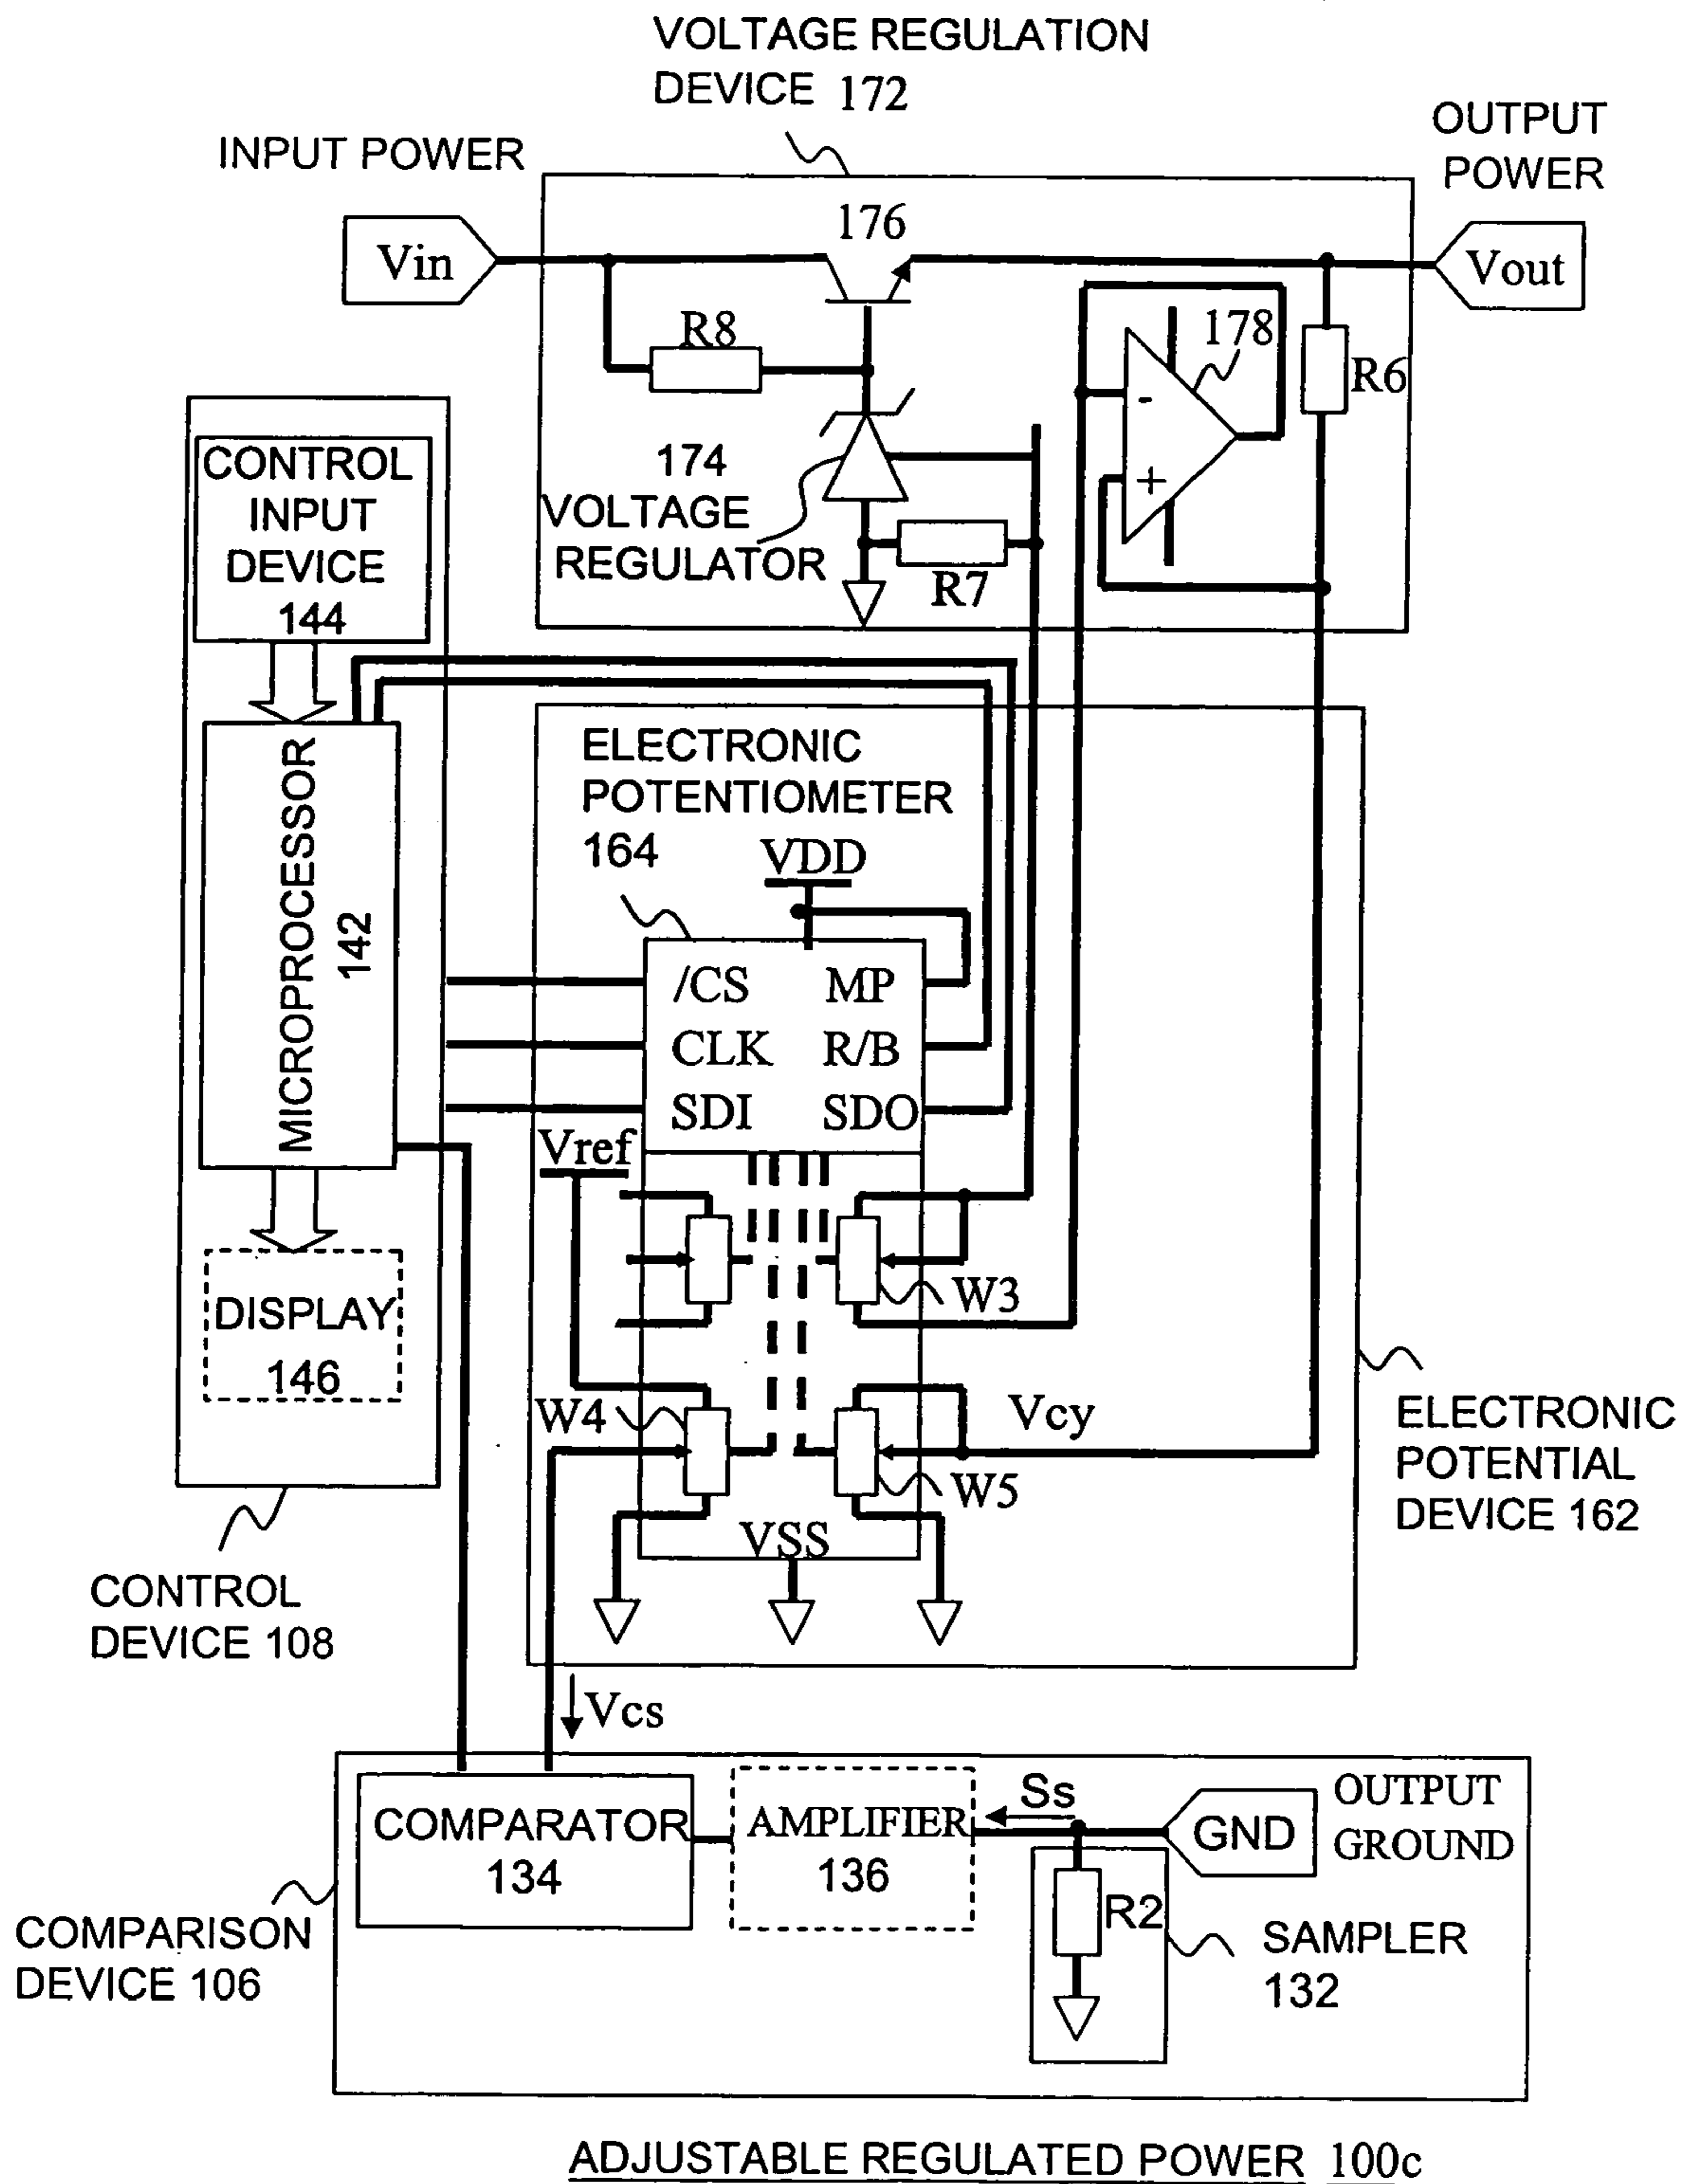 VOLTAGE REGULATION
DEVICE 172
INPUT POWER
OUTPUT
POWER
Vin
176
Vout
R8
178
R6
-
+
174
VOLTAGE
REGULATOR
R7
CONTROL
INPUT
DEVICE
144
MICROPROCESSOR
142
DISPLAY
146
ELECTRONIC
POTENTIOMETER
164
VDD
/CS MP
CLK R/B
SDI SDO
Vref
W3
W4
Vcy
W5
VSS
ELECTRONIC
POTENTIAL
DEVICE 162
CONTROL
DEVICE 108
Vcs
COMPARATOR
134
AMPLIFIER
136
Ss
GND
OUTPUT
GROUND
R2
COMPARISON
DEVICE 106
SAMPLER
132
ADJUSTABLE REGULATED POWER 100c